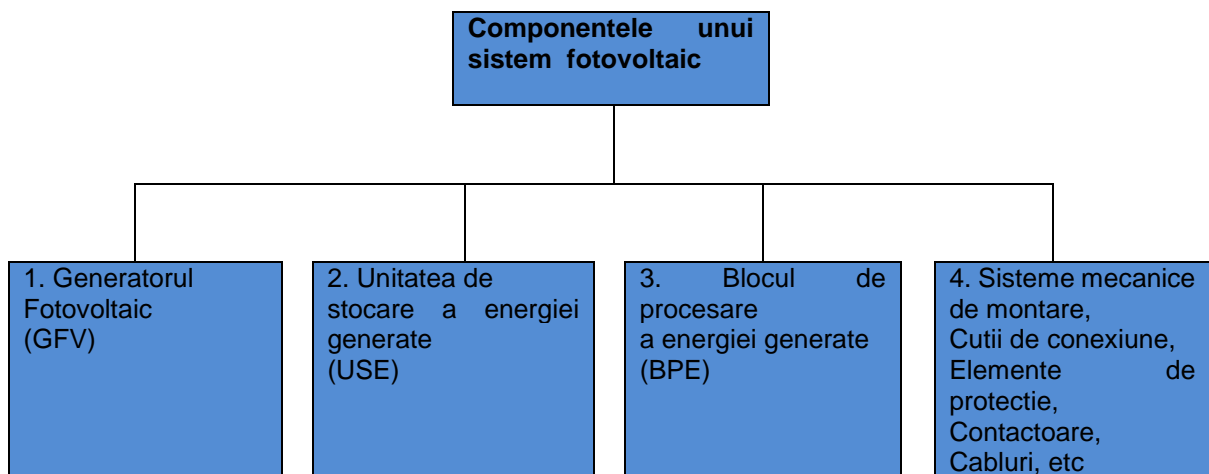 Componentele unui
sistem fotovoltaic
1. Generatorul
Fotovoltaic
(GFV)
2. Unitatea de
stocare a energiei
generate
(USE)
3. Blocul de
procesare
a energiei generate
(BPE)
4. Sisteme mecanice
de montare,
Cutii de conexiune,
Elemente de
protectie,
Contactoare,
Cabluri, etc